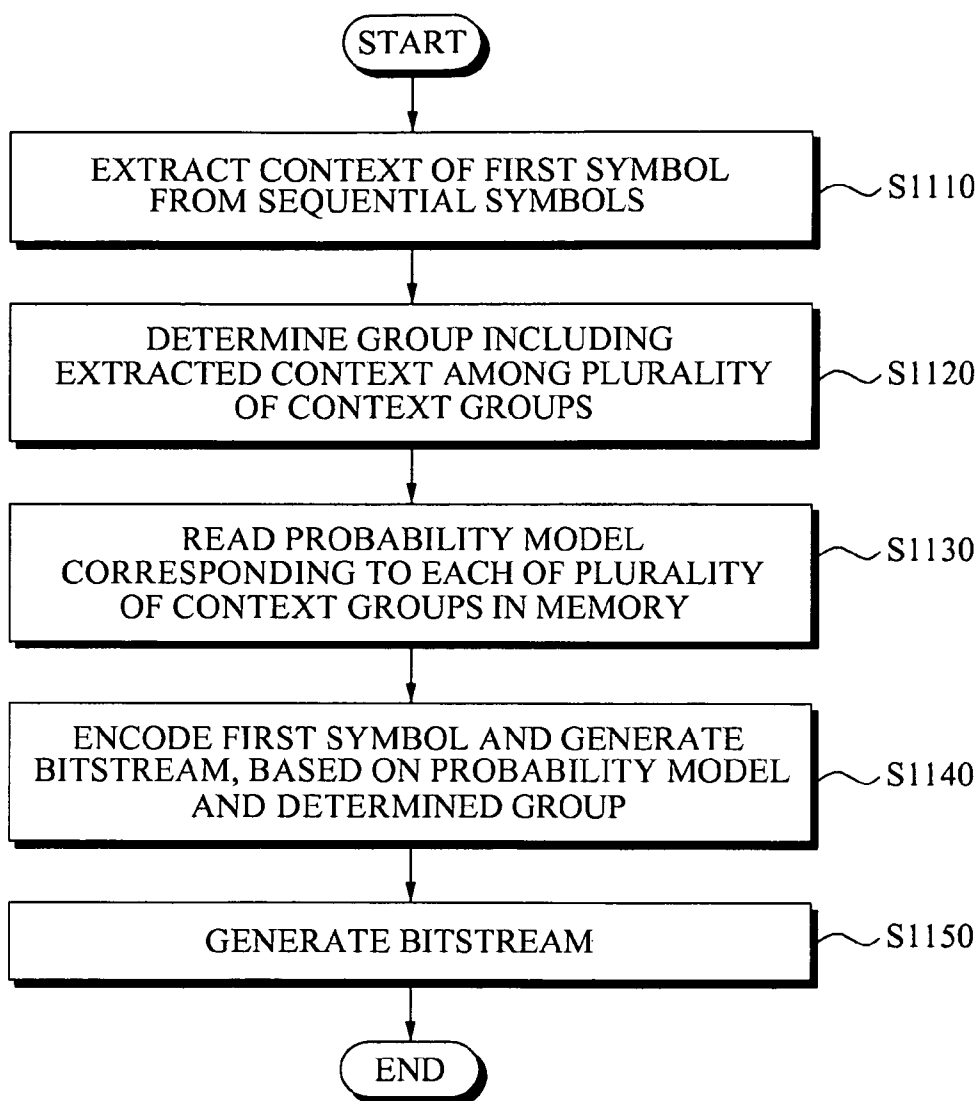 START
EXTRACT CONTEXT OF FIRST SYMBOL
FROM SEQUENTIAL SYMBOLS
S1110
DETERMINE GROUP INCLUDING
EXTRACTED CONTEXT AMONG PLURALITY
OF CONTEXT GROUPS
S1120
READ PROBABILITY MODEL
CORRESPONDING TO EACH OF PLURALITY
OF CONTEXT GROUPS IN MEMORY
S1130
ENCODE FIRST SYMBOL AND GENERATE
BITSTREAM, BASED ON PROBABILITY MODEL
AND DETERMINED GROUP
S1140
GENERATE BITSTREAM
S1150
END